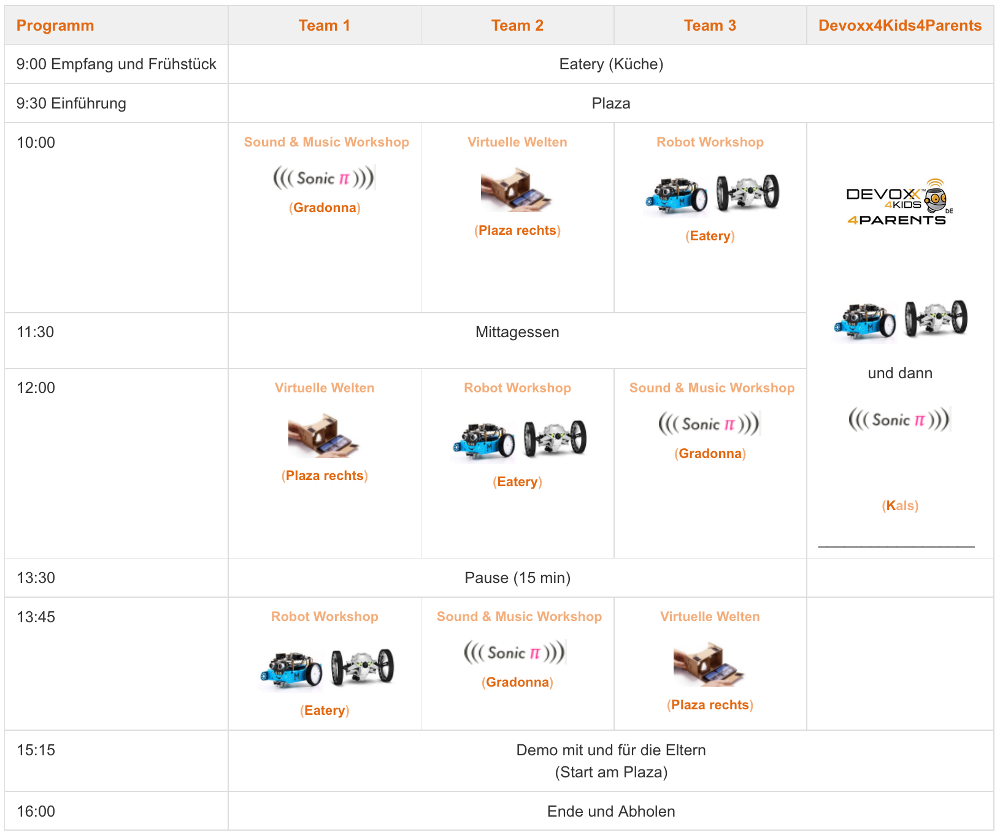 Programm Team 1 Team 2 Team 3 Devoxx4Kids4Parents
9:00 Empfang und Frühstück Eatery (Küche)
9:30 Einführung Plaza
10:00 Sound & Music Workshop Virtuelle Welten Robot Workshop
(((Sonic π)))
(Gradonna)
(Plaza rechts)
(Eatery)
DEVOXX™
4KIDS
DE
4PARENTS
11:30 Mittagessen
und dann
(((Sonic π)))
(Kals)
12:00 Virtuelle Welten Robot Workshop Sound & Music Workshop
(((Sonic π)))
(Plaza rechts)
(Eatery)
(Gradonna)
13:30 Pause (15 min)
13:45 Robot Workshop Sound & Music Workshop Virtuelle Welten
(((Sonic π)))
(Eatery)
(Gradonna)
(Plaza rechts)
15:15 Demo mit und für die Eltern
(Start am Plaza)
16:00 Ende und Abholen